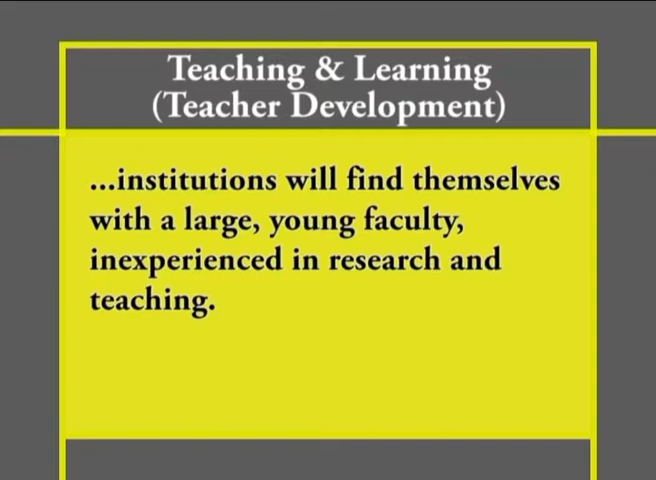 Teaching & Learning
(Teacher Development)
...institutions will find themselves
with a large, young faculty,
inexperienced in research and
teaching.